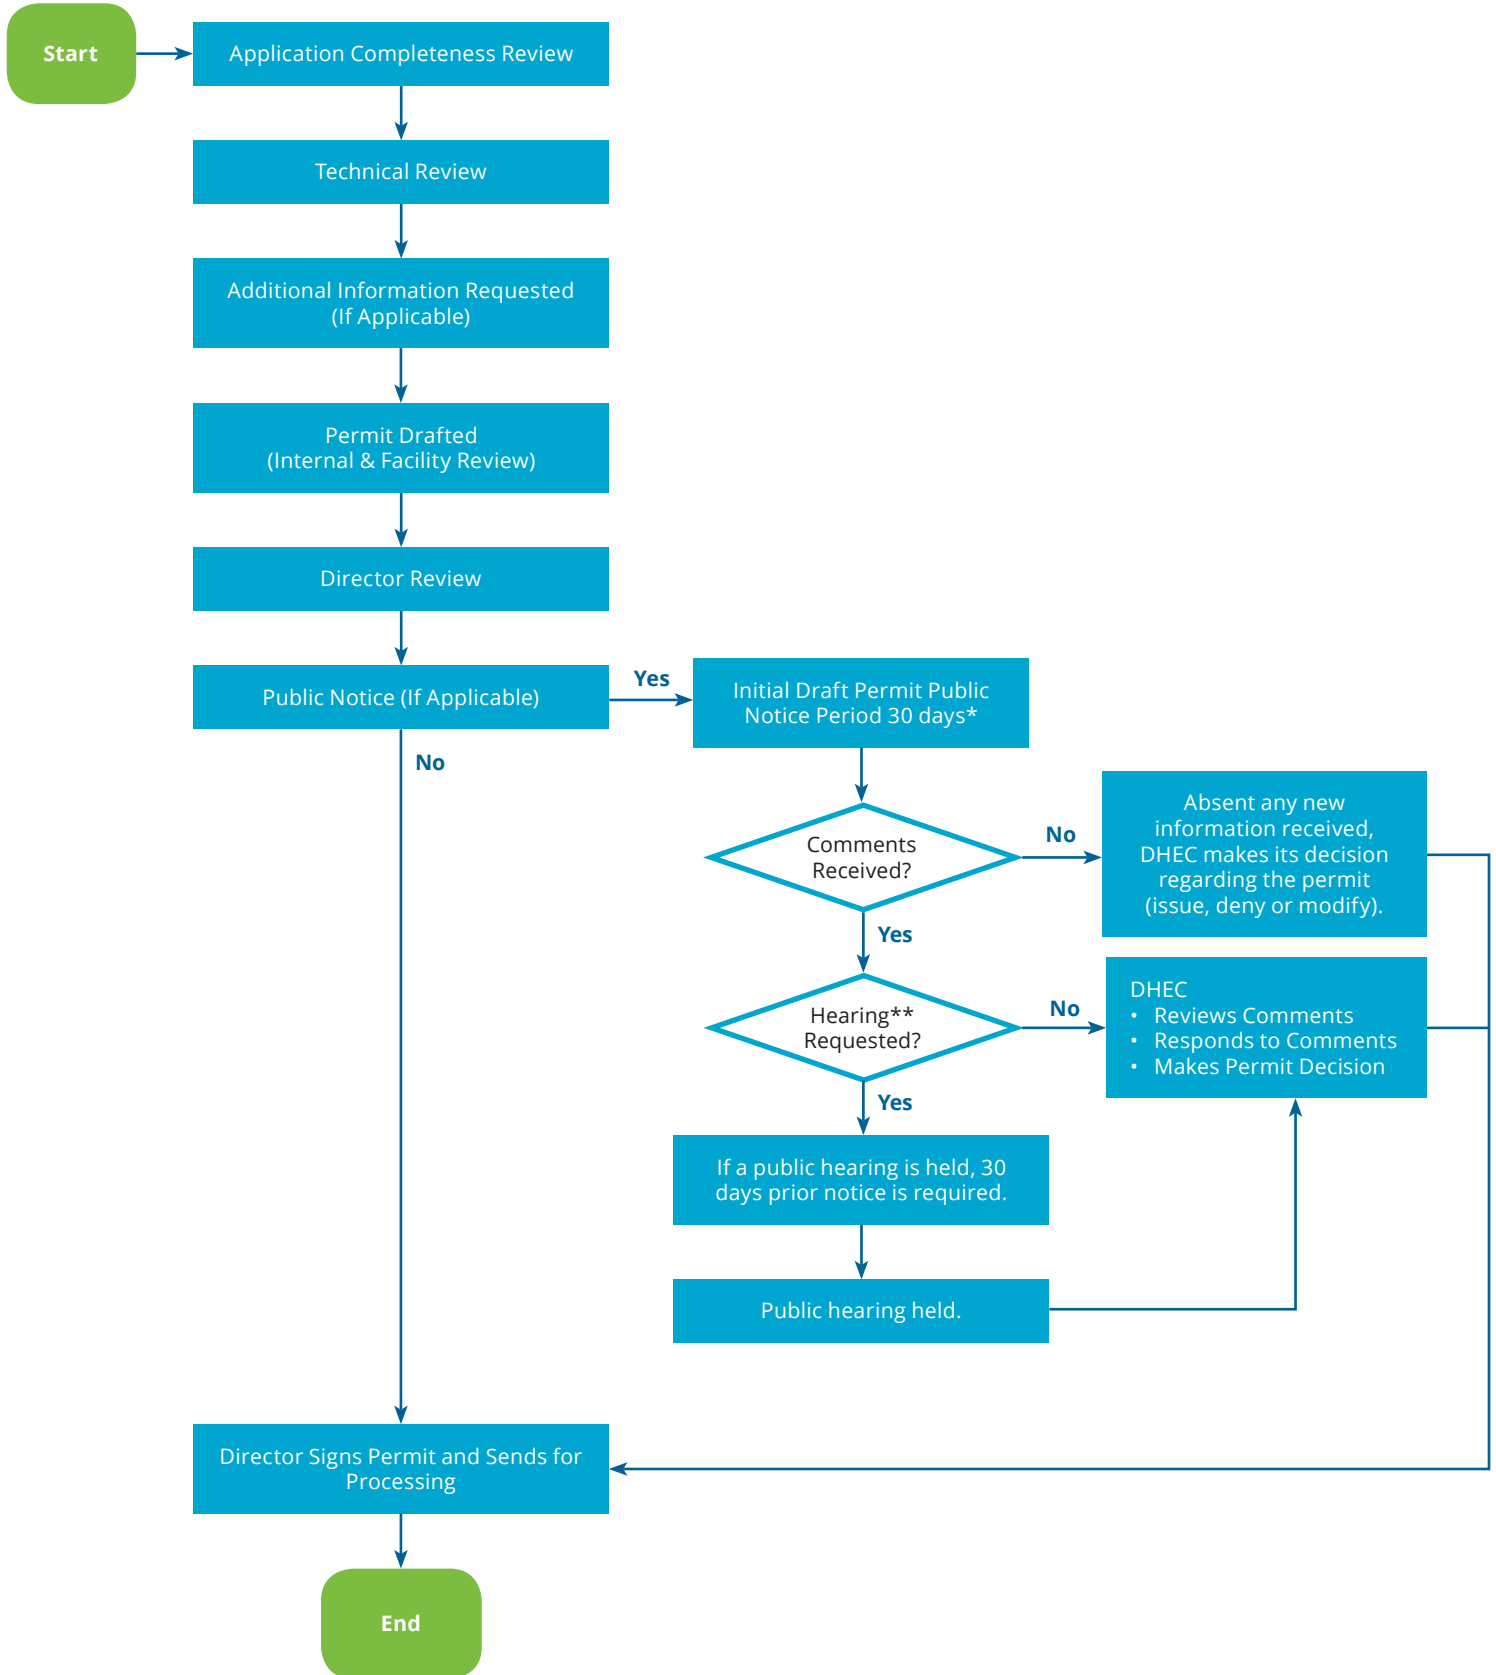 Start
Application Completeness Review
Technical Review
Additional Information Requested
(If Applicable)
Permit Drafted
(Internal & Facility Review)
Director Review
Public Notice (If Applicable)
Yes
Initial Draft Permit Public
Notice Period 30 days*
No
Comments
Received?
No
Absent any new
information received,
DHEC makes its decision
regarding the permit
(issue, deny or modify).
Yes
Hearing**
Requested?
No
DHEC
• Reviews Comments
• Responds to Comments
• Makes Permit Decision
Yes
If a public hearing is held, 30
days prior notice is required.
Public hearing held.
Director Signs Permit and Sends for
Processing
End